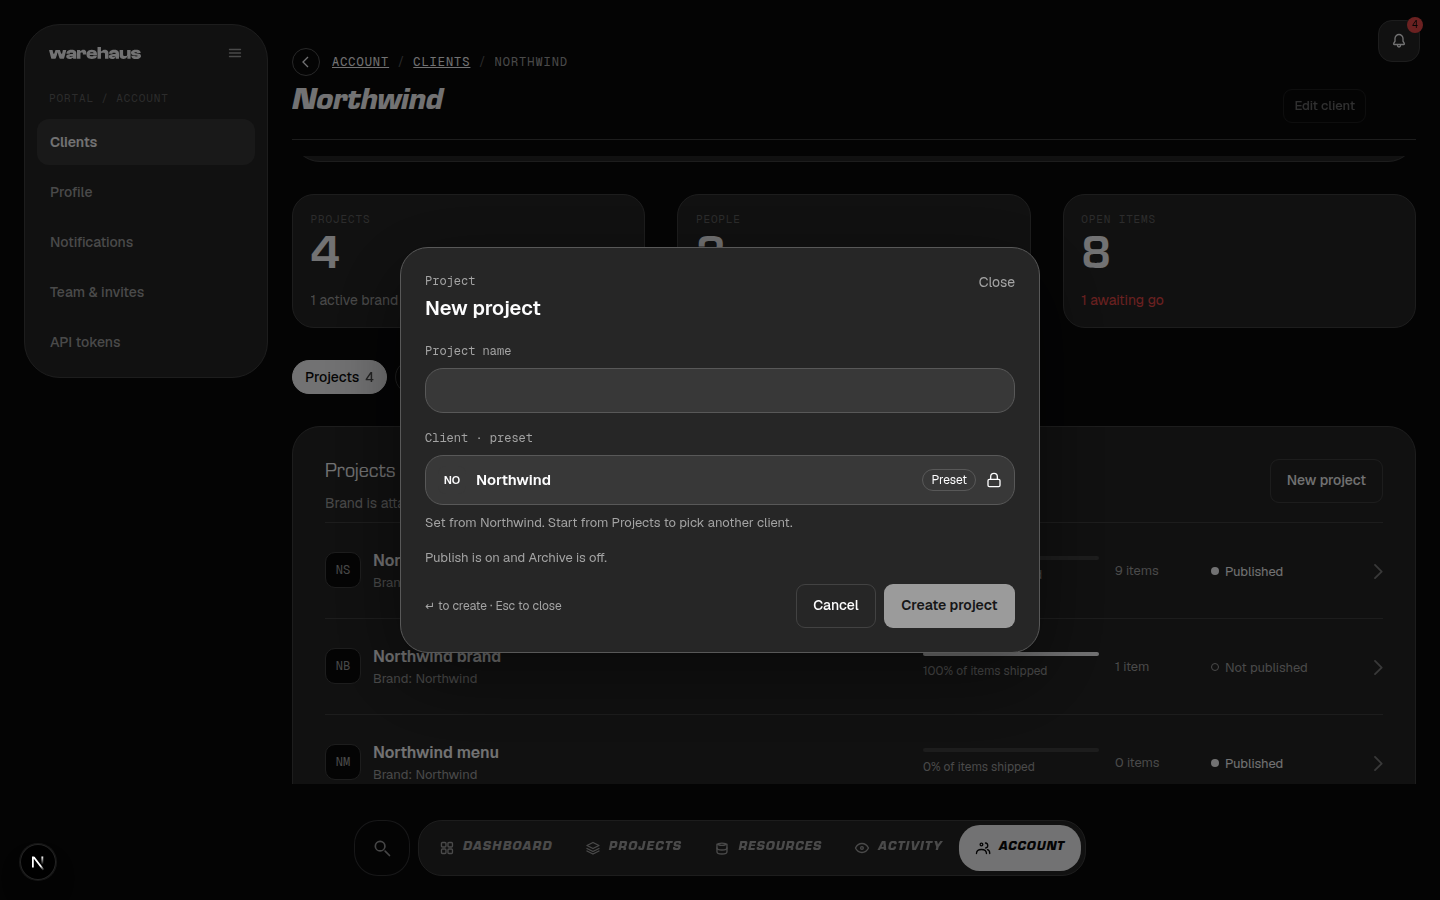 warehaus
4
ACCOUNT / CLIENTS / NORTHWIND
PORTAL / ACCOUNT
Northwind
Edit client
Clients
Profile
Notifications
Team & invites
API tokens
PROJECTS
4
1 active brand
PEOPLE
OPEN ITEMS
8
1 awaiting go
Projects 4
Project
Close
New project
Project name
Client · preset
NO Northwind Preset
Set from Northwind. Start from Projects to pick another client.
Publish is on and Archive is off.
↵ to create · Esc to close
Cancel
Create project
Projects
New project
Brand is
NS
9 items
Published
NB
Northwind brand
Brand: Northwind
100% of items shipped
1 item
Not published
NM
Northwind menu
Brand: Northwind
0% of items shipped
0 items
Published
N
DASHBOARD
PROJECTS
RESOURCES
ACTIVITY
ACCOUNT